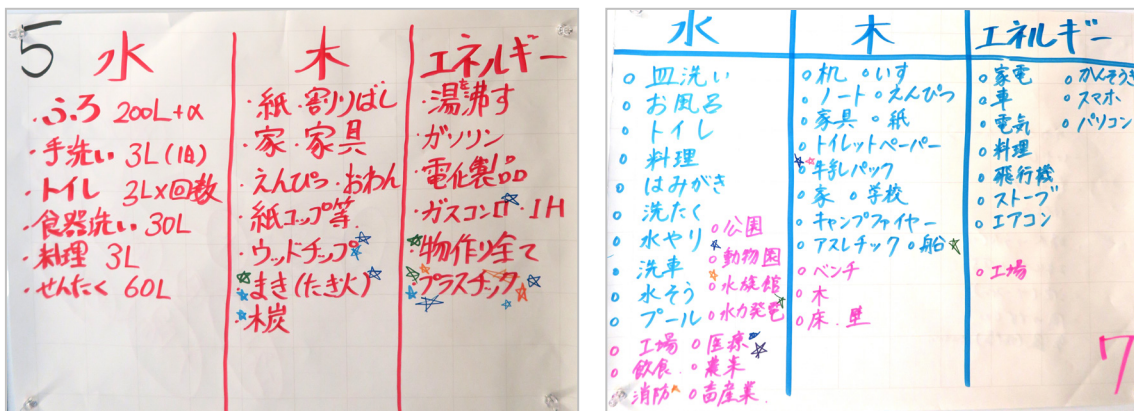 5
水
・ふろ 200L+α
・手洗い 3L(1回)
・トイレ 3L×回数
・食器洗い 30L
・料理 3L
・せんたく 60L
木
・紙 ・割りばし
・家 ・家具
・えんぴつ ・おわん
・紙コップ等
・ウッドチップ
・まき(たき火)
・木炭
エネルギー
・湯沸す
・ガソリン
・電化製品
・ガスコンロ・IH
・物作り全て
・プラスチック
水
○ 皿洗い
○ お風呂
○ トイレ
○ 料理
○ はみがき
○ 洗たく
○ 水やり ○ 公園
○ 洗車 ○ 動物園
○ 水そう ○ 水族館
○ プール ○ 水力発電
○ 工場 ○ 医療
○ 飲食 ○ 農業
○ 消防 ○ 畜産業
木
○ 机 ○ いす
○ ノート ○ えんぴつ
○ 家具 ○ 紙
○ トイレットペーパー
○ 牛乳パック
○ 家 ○ 学校
○ キャンプファイヤー
○ アスレチック ○ 船
○ ベンチ
○ 木
○ 床、壁
エネルギー
○ 家電 ○ かんそうき
○ 車 ○ スマホ
○ 電気 ○ パソコン
○ 料理
○ 飛行機
○ ストーブ
○ エアコン
○ 工場
7